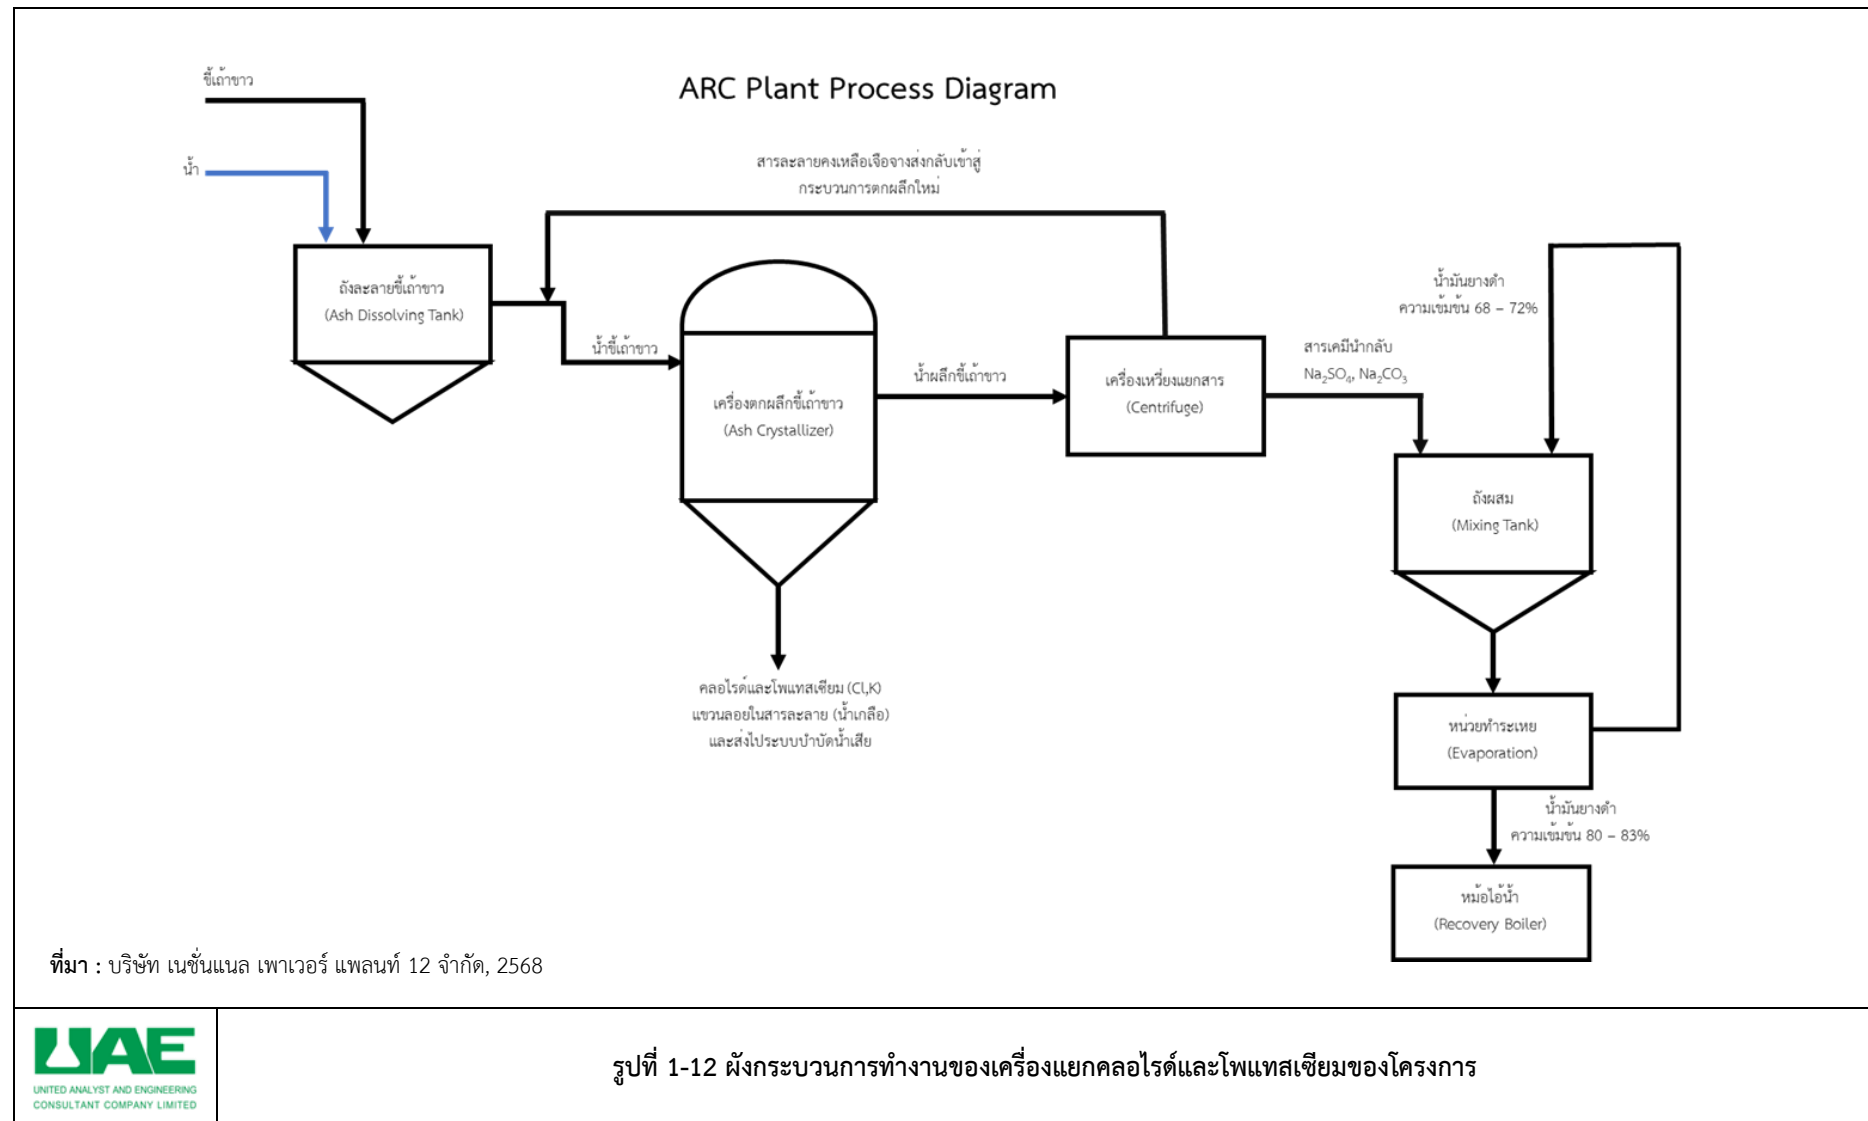 ARC Plant Process Diagram
ขี้เถ้าขาว
น้ำ
สารละลายคงเหลือเจือจางส่งกลับเข้าสู่
กระบวนการตกผลึกใหม่
ถังละลายขี้เถ้าขาว
(Ash Dissolving Tank)
น้ำขี้เถ้าขาว
เครื่องตกผลึกขี้เถ้าขาว
(Ash Crystallizer)
น้ำผลึกขี้เถ้าขาว
เครื่องเหวี่ยงแยกสาร
(Centrifuge)
สารเคมีนำกลับ
Na₂SO₄, Na₂CO₃
น้ำมันยางดำ
ความเข้มข้น 68 – 72%
ถังผสม
(Mixing Tank)
คลอไรด์และโพแทสเซียม (Cl,K)
แขวนลอยในสารละลาย (น้ำเกลือ)
และส่งไประบบบำบัดน้ำเสีย
หน่วยทำระเหย
(Evaporation)
น้ำมันยางดำ
ความเข้มข้น 80 – 83%
หม้อไอ้น้ำ
(Recovery Boiler)
ที่มา : บริษัท เนชั่นแนล เพาเวอร์ แพลนท์ 12 จำกัด, 2568
UAE
UNITED ANALYST AND ENGINEERING
CONSULTANT COMPANY LIMITED
รูปที่ 1-12 ผังกระบวนการทำงานของเครื่องแยกคลอไรด์และโพแทสเซียมของโครงการ